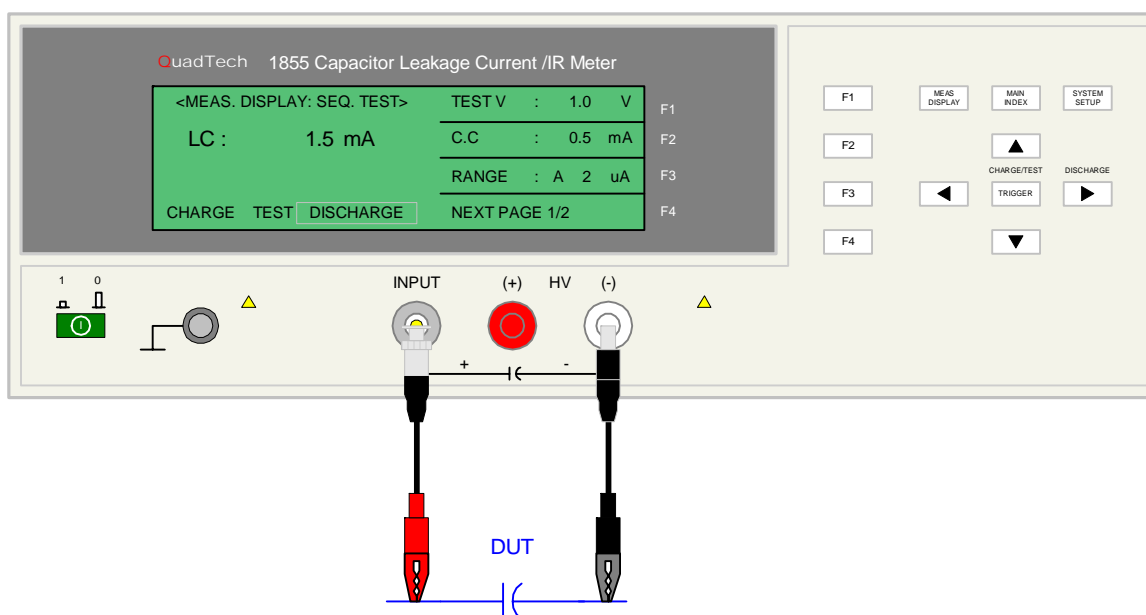 QuadTech 1855 Capacitor Leakage Current /IR Meter
<MEAS. DISPLAY: SEQ. TEST> TEST V : 1.0 V F1
LC : 1.5 mA C.C : 0.5 mA F2
RANGE : A 2 uA F3
CHARGE TEST DISCHARGE NEXT PAGE 1/2 F4
F1 MEAS DISPLAY MAIN INDEX SYSTEM SETUP
F2
CHARGE/TEST DISCHARGE
F3 TRIGGER
F4
1 0 INPUT (+) HV (-)
+ -
DUT